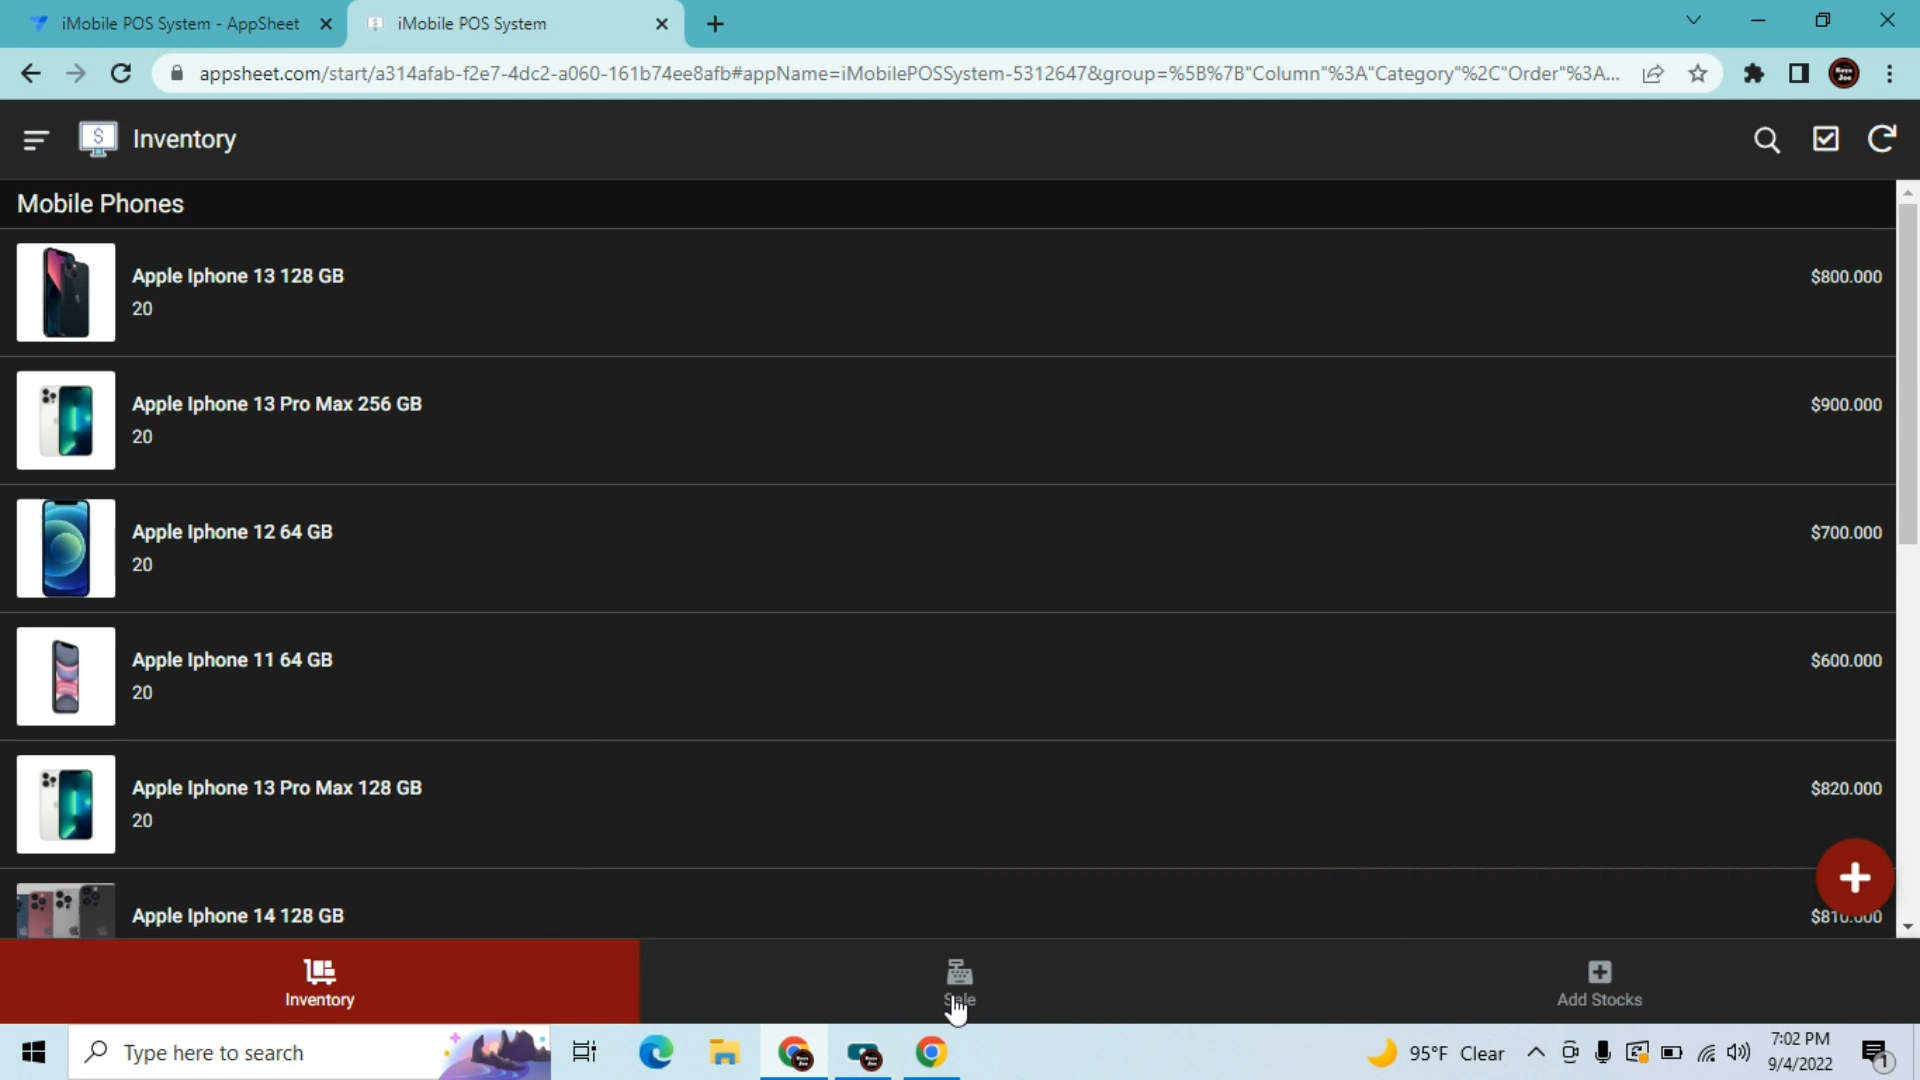 iMobile POS System - AppSheet
iMobile POS System
appsheet.com/start/a314afab-f2e7-4dc2-a060-161b74ee8afb#appName=iMobilePOSSystem-5312647&group=%5B%7B"Column"%3A"Category"%2C"Order"%3A...
Inventory
Mobile Phones
Apple Iphone 13 128 GB
$800.000
20
Apple Iphone 13 Pro Max 256 GB
$900.000
20
Apple Iphone 12 64 GB
$700.000
20
Apple Iphone 11 64 GB
$600.000
20
Apple Iphone 13 Pro Max 128 GB
$820.000
20
Apple Iphone 14 128 GB
$810.000
Inventory
Sale
Add Stocks
Type here to search
95°F Clear
7:02 PM
9/4/2022
1